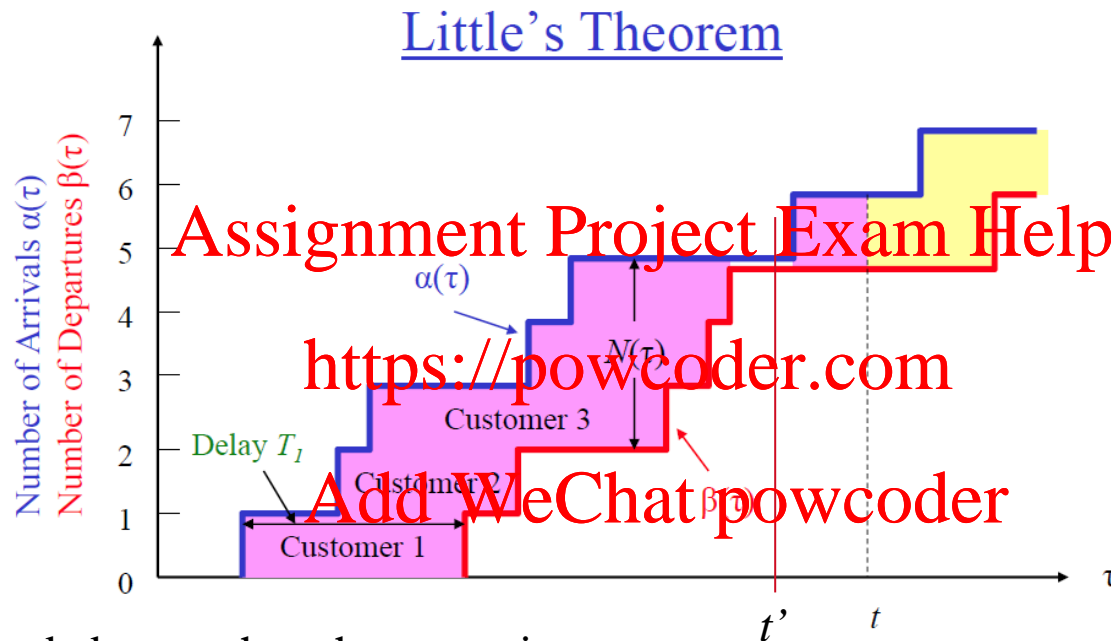 Little's Theorem
Number of Arrivals α(τ)
Number of Departures β(τ)
7
6
5
4
3
2
1
0
Assignment Project Exam Help
α(τ)
https://powcoder.com
N(τ)
Customer 3
Delay T1
Customer 2
Add WeChat powcoder
β(τ)
Customer 1
τ
t’
t